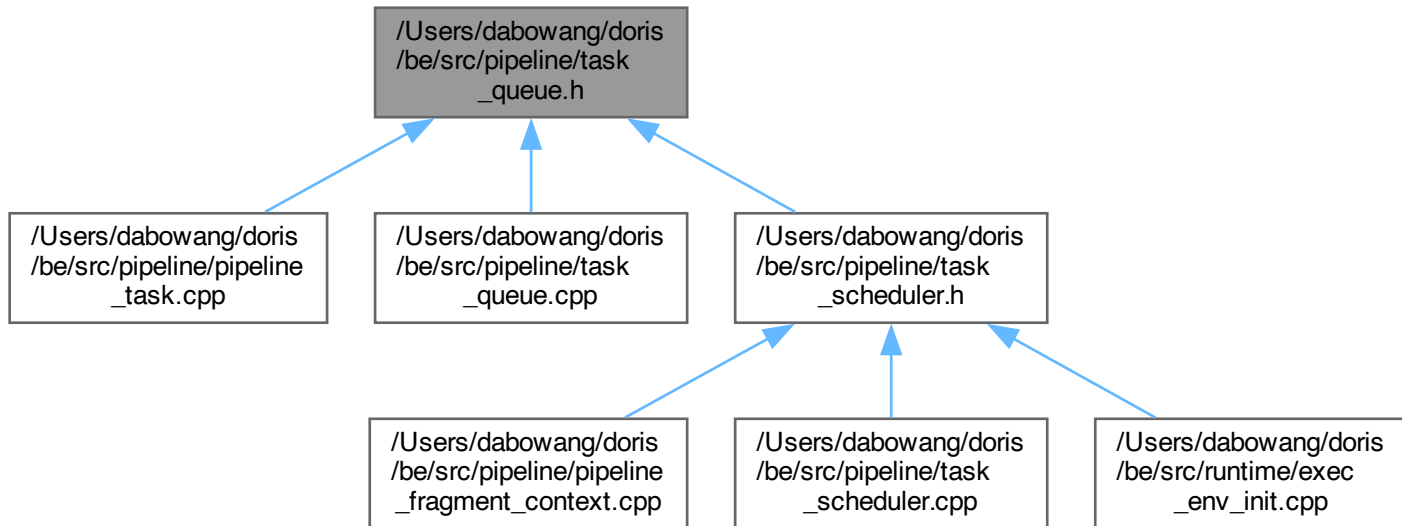 /Users/dabowang/doris
/be/src/pipeline/task
_queue.h
/Users/dabowang/doris
/be/src/pipeline/pipeline
_task.cpp
/Users/dabowang/doris
/be/src/pipeline/task
_queue.cpp
/Users/dabowang/doris
/be/src/pipeline/task
_scheduler.h
/Users/dabowang/doris
/be/src/pipeline/pipeline
_fragment_context.cpp
/Users/dabowang/doris
/be/src/pipeline/task
_scheduler.cpp
/Users/dabowang/doris
/be/src/runtime/exec
_env_init.cpp